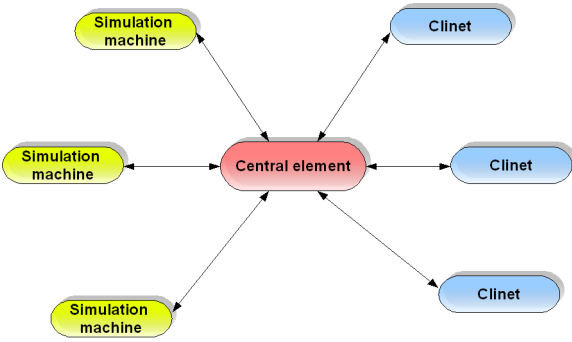 Simulation
machine
Clinet
Simulation
machine
Central element
Clinet
Simulation
machine
Clinet